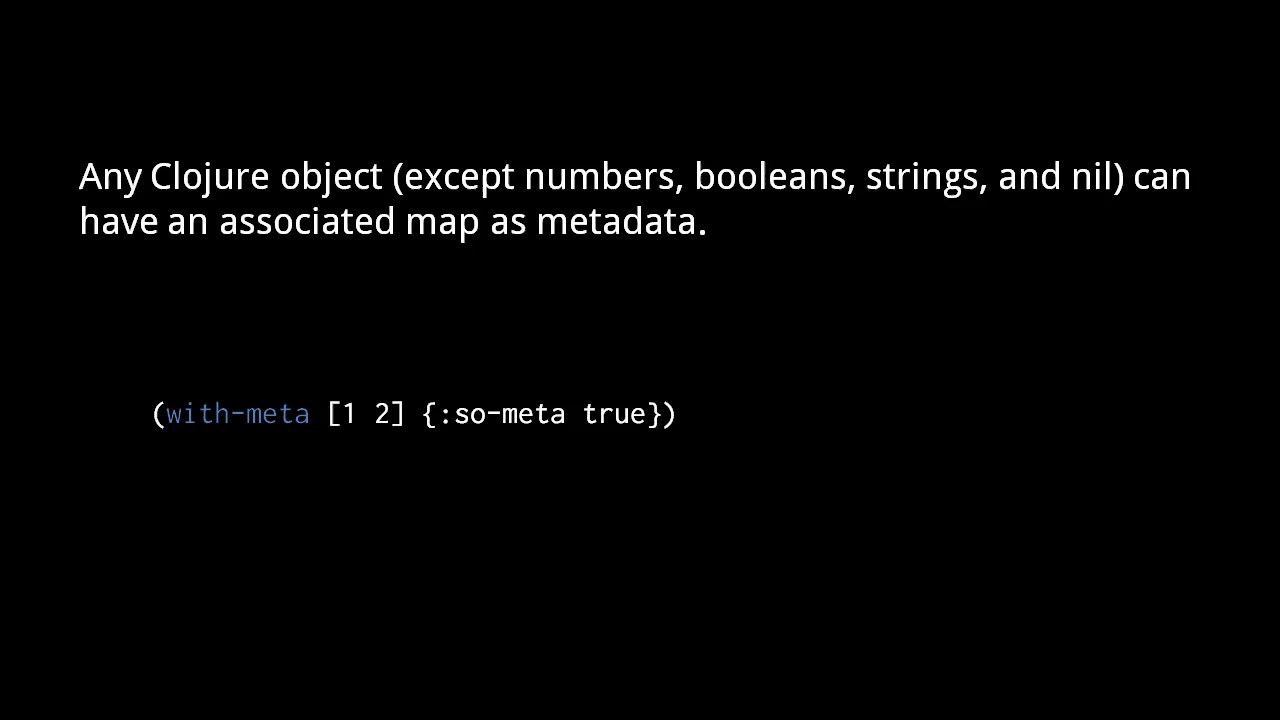 Any Clojure object (except numbers, booleans, strings, and nil) can
have an associated map as metadata.
(with-meta [1 2] {:so-meta true})